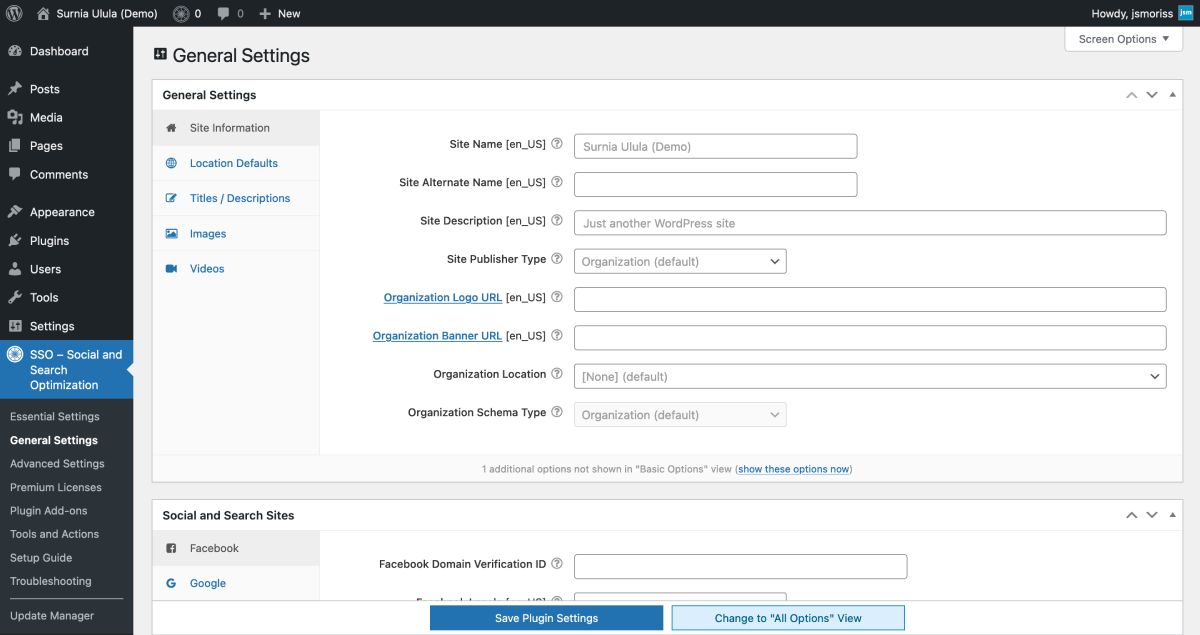 Surnia Ulula (Demo)
0
0
New
Howdy, jsmoriss
jsm
Screen Options
Dashboard
Posts
Media
Pages
Comments
Appearance
Plugins
Users
Tools
Settings
SSO – Social and
Search
Optimization
Essential Settings
General Settings
Advanced Settings
Premium Licenses
Plugin Add-ons
Tools and Actions
Setup Guide
Troubleshooting
Update Manager
General Settings
General Settings
Site Information
Location Defaults
Titles / Descriptions
Images
Videos
Site Name [en_US]
Surnia Ulula (Demo)
Site Alternate Name [en_US]
Site Description [en_US]
Just another WordPress site
Site Publisher Type
Organization (default)
Organization Logo URL [en_US]
Organization Banner URL [en_US]
Organization Location
[None] (default)
Organization Schema Type
Organization (default)
1 additional options not shown in "Basic Options" view (show these options now)
Social and Search Sites
Facebook
Google
Facebook Domain Verification ID
Save Plugin Settings
Change to "All Options" View